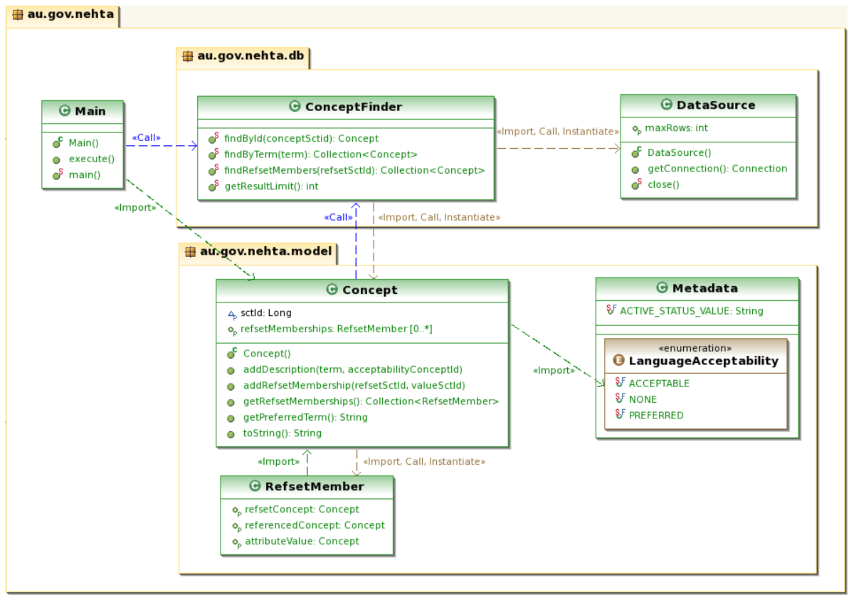 au.gov.nehta
au.gov.nehta.db
Main
Main()
execute()
main()
«Call»
ConceptFinder
findById(conceptSctid): Concept
findByTerm(term): Collection<Concept>
findRefsetMembers(refsetSctId): Collection<Concept>
getResultLimit(): int
«Import, Call, Instantiate»
DataSource
maxRows: int
DataSource()
getConnection(): Connection
close()
«Import»
«Call»
«Import, Call, Instantiate»
au.gov.nehta.model
Concept
sctId: Long
refsetMemberships: RefsetMember [0..*]
Concept()
addDescription(term, acceptabilityConceptId)
addRefsetMembership(refsetSctId, valueSctId)
getRefsetMemberships(): Collection<RefsetMember>
getPreferredTerm(): String
toString(): String
«Import»
Metadata
ACTIVE_STATUS_VALUE: String
«enumeration»
LanguageAcceptability
ACCEPTABLE
NONE
PREFERRED
«Import»
«Import, Call, Instantiate»
RefsetMember
refsetConcept: Concept
referencedConcept: Concept
attributeValue: Concept